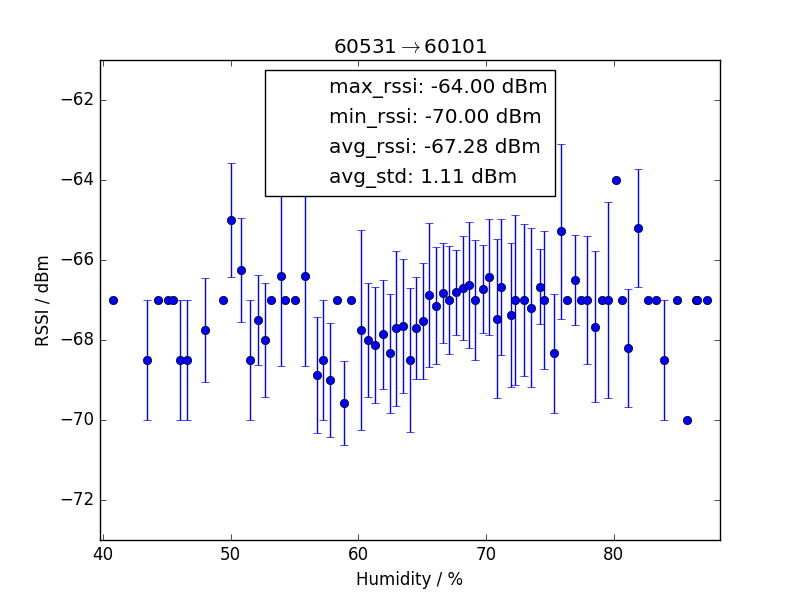 60531→60101
max_rssi: -64.00 dBm
min_rssi: -70.00 dBm
avg_rssi: -67.28 dBm
avg_std: 1.11 dBm
−62
−64
−66
−68
−70
−72
RSSI / dBm
40 50 60 70 80
Humidity / %